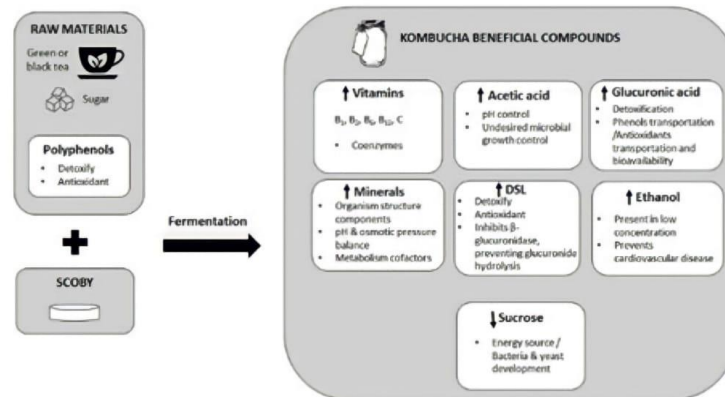 RAW MATERIALS
Green or
black tea
Sugar
Polyphenols
• Detoxify
• Antioxidant
SCOBY
Fermentation
KOMBUCHA BENEFICIAL COMPOUNDS
Vitamins
B₁, B₂, B₆, B₁₂, C
• Coenzymes
Acetic acid
• pH control
• Undesired microbial
growth control
Glucuronic acid
• Detoxification
• Phenols transportation
/Antioxidants
transportation and
bioavailability
Minerals
• Organism structure
components
• pH & osmotic pressure
balance
• Metabolism cofactors
DSL
• Detoxify
• Antioxidant
• Inhibits β-
glucuronidase,
preventing glucuronide
hydrolysis
Ethanol
• Present in low
concentration
• Prevents
cardiovascular disease
Sucrose
• Energy source /
Bacteria & yeast
development